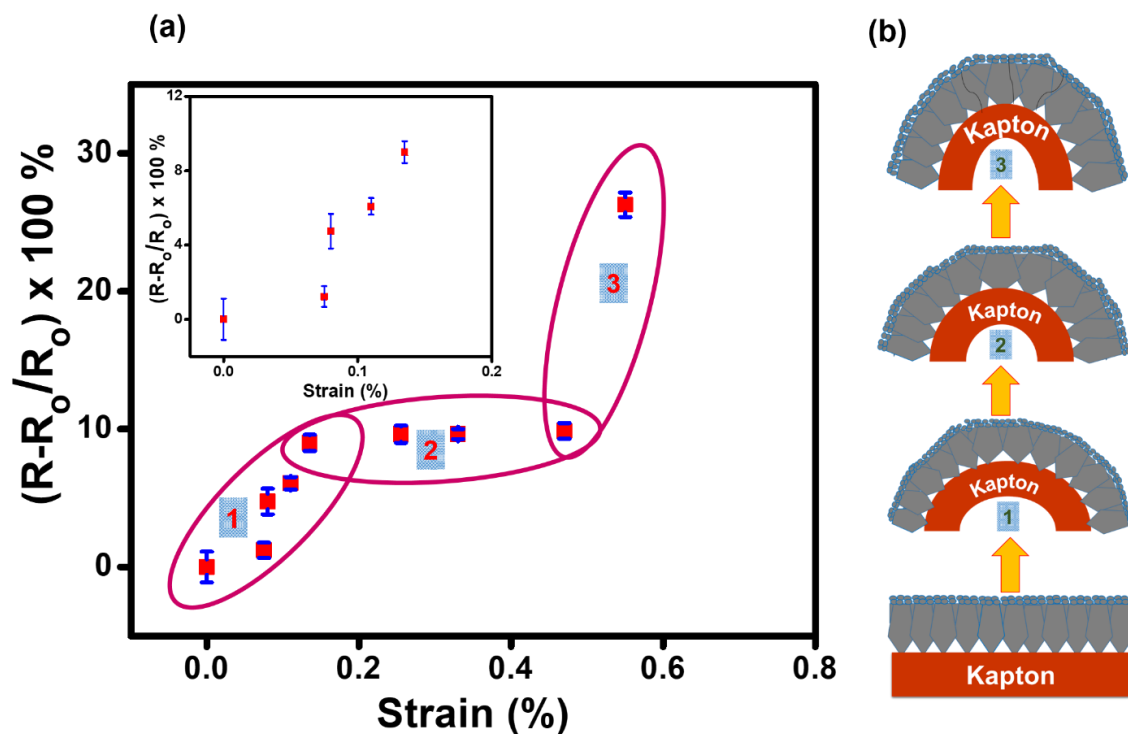 (a)
(R-Ro/Ro) x 100 %
30
20
10
0
0.0 0.2 0.4 0.6 0.8
Strain (%)
(R-Ro/Ro) x 100 %
12
8
4
0
0.0 0.1 0.2
Strain (%)
1
2
3
(b)
Kapton
3
Kapton
2
Kapton
1
Kapton